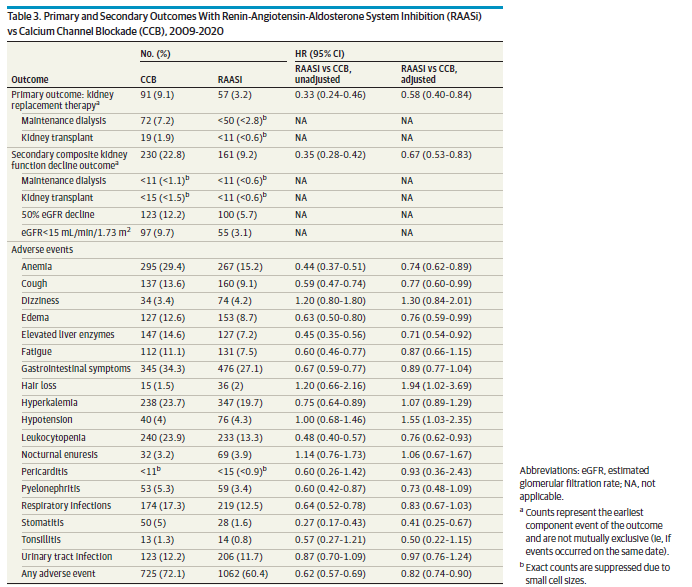 Table 3. Primary and Secondary Outcomes With Renin-Angiotensin-Aldosterone System Inhibition (RAASi)
vs Calcium Channel Blockade (CCB), 2009-2020
No. (%) HR (95% CI)
Outcome CCB RAASi RAASi vs CCB, unadjusted RAASi vs CCB, adjusted
Primary outcome: kidney replacement therapyᵃ 91 (9.1) 57 (3.2) 0.33 (0.24-0.46) 0.58 (0.40-0.84)
Maintenance dialysis 72 (7.2) <50 (<2.8)ᵇ NA NA
Kidney transplant 19 (1.9) <11 (<0.6)ᵇ NA NA
Secondary composite kidney function decline outcomeᵃ 230 (22.8) 161 (9.2) 0.35 (0.28-0.42) 0.67 (0.53-0.83)
Maintenance dialysis <11 (<1.1)ᵇ <11 (<0.6)ᵇ NA NA
Kidney transplant <15 (<1.5)ᵇ <11 (<0.6)ᵇ NA NA
50% eGFR decline 123 (12.2) 100 (5.7) NA NA
eGFR<15 mL/min/1.73 m² 97 (9.7) 55 (3.1) NA NA
Adverse events
Anemia 295 (29.4) 267 (15.2) 0.44 (0.37-0.51) 0.74 (0.62-0.89)
Cough 137 (13.6) 160 (9.1) 0.59 (0.47-0.74) 0.77 (0.60-0.99)
Dizziness 34 (3.4) 74 (4.2) 1.20 (0.80-1.80) 1.30 (0.84-2.01)
Edema 127 (12.6) 153 (8.7) 0.63 (0.50-0.80) 0.76 (0.59-0.99)
Elevated liver enzymes 147 (14.6) 127 (7.2) 0.45 (0.35-0.56) 0.71 (0.54-0.92)
Fatigue 112 (11.1) 131 (7.5) 0.60 (0.46-0.77) 0.87 (0.66-1.15)
Gastrointestinal symptoms 345 (34.3) 476 (27.1) 0.67 (0.59-0.77) 0.89 (0.77-1.04)
Hair loss 15 (1.5) 36 (2) 1.20 (0.66-2.16) 1.94 (1.02-3.69)
Hyperkalemia 238 (23.7) 347 (19.7) 0.75 (0.64-0.89) 1.07 (0.89-1.29)
Hypotension 40 (4) 76 (4.3) 1.00 (0.68-1.46) 1.55 (1.03-2.35)
Leukocytopenia 240 (23.9) 233 (13.3) 0.48 (0.40-0.57) 0.76 (0.62-0.93)
Nocturnal enuresis 32 (3.2) 69 (3.9) 1.14 (0.76-1.73) 1.06 (0.67-1.67)
Pericarditis <11ᵇ <15 (<0.9)ᵇ 0.60 (0.26-1.42) 0.93 (0.36-2.43)
Pyelonephritis 53 (5.3) 59 (3.4) 0.60 (0.42-0.87) 0.73 (0.48-1.09)
Respiratory infections 174 (17.3) 219 (12.5) 0.64 (0.52-0.78) 0.83 (0.67-1.03)
Stomatitis 50 (5) 28 (1.6) 0.27 (0.17-0.43) 0.41 (0.25-0.67)
Tonsillitis 13 (1.3) 14 (0.8) 0.57 (0.27-1.21) 0.50 (0.22-1.15)
Urinary tract infection 123 (12.2) 206 (11.7) 0.87 (0.70-1.09) 0.97 (0.76-1.24)
Any adverse event 725 (72.1) 1062 (60.4) 0.62 (0.57-0.69) 0.82 (0.74-0.90)
Abbreviations: eGFR, estimated
glomerular filtration rate; NA, not
applicable.
ᵃ Counts represent the earliest
component event of the outcome
and are not mutually exclusive (ie, if
events occurred on the same date).
ᵇ Exact counts are suppressed due to
small cell sizes.